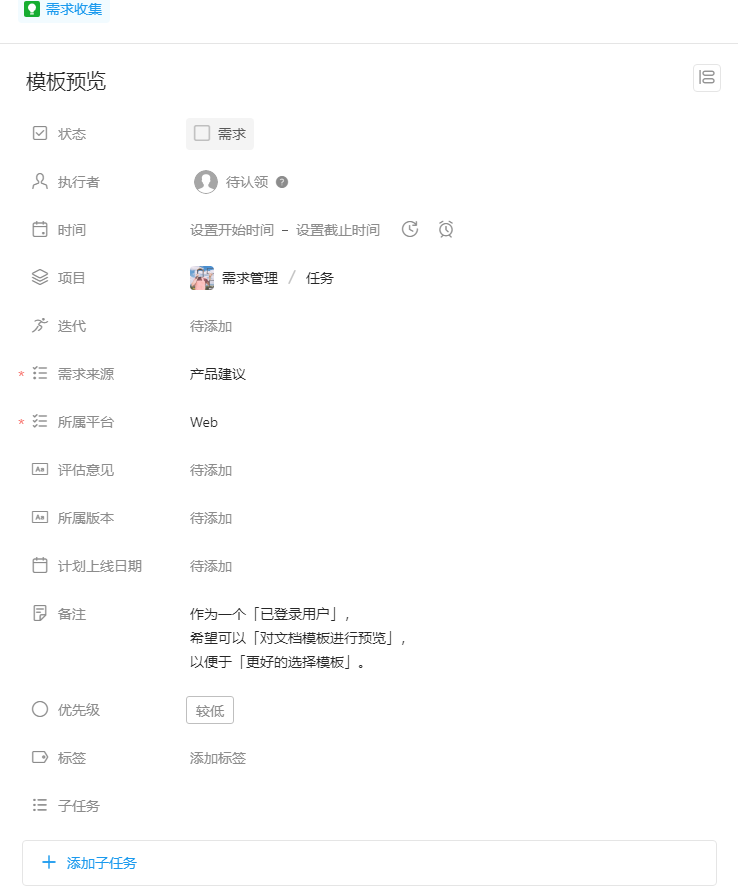 需求收集
模板预览
状态 需求
执行者 待认领 ?
时间 设置开始时间 – 设置截止时间
项目 需求管理 / 任务
迭代 待添加
* 需求来源 产品建议
* 所属平台 Web
Aa 评估意见 待添加
Aa 所属版本 待添加
计划上线日期 待添加
备注 作为一个「已登录用户」,
希望可以「对文档模板进行预览」,
以便于「更好的选择模板」。
优先级 较低
标签 添加标签
子任务
+ 添加子任务